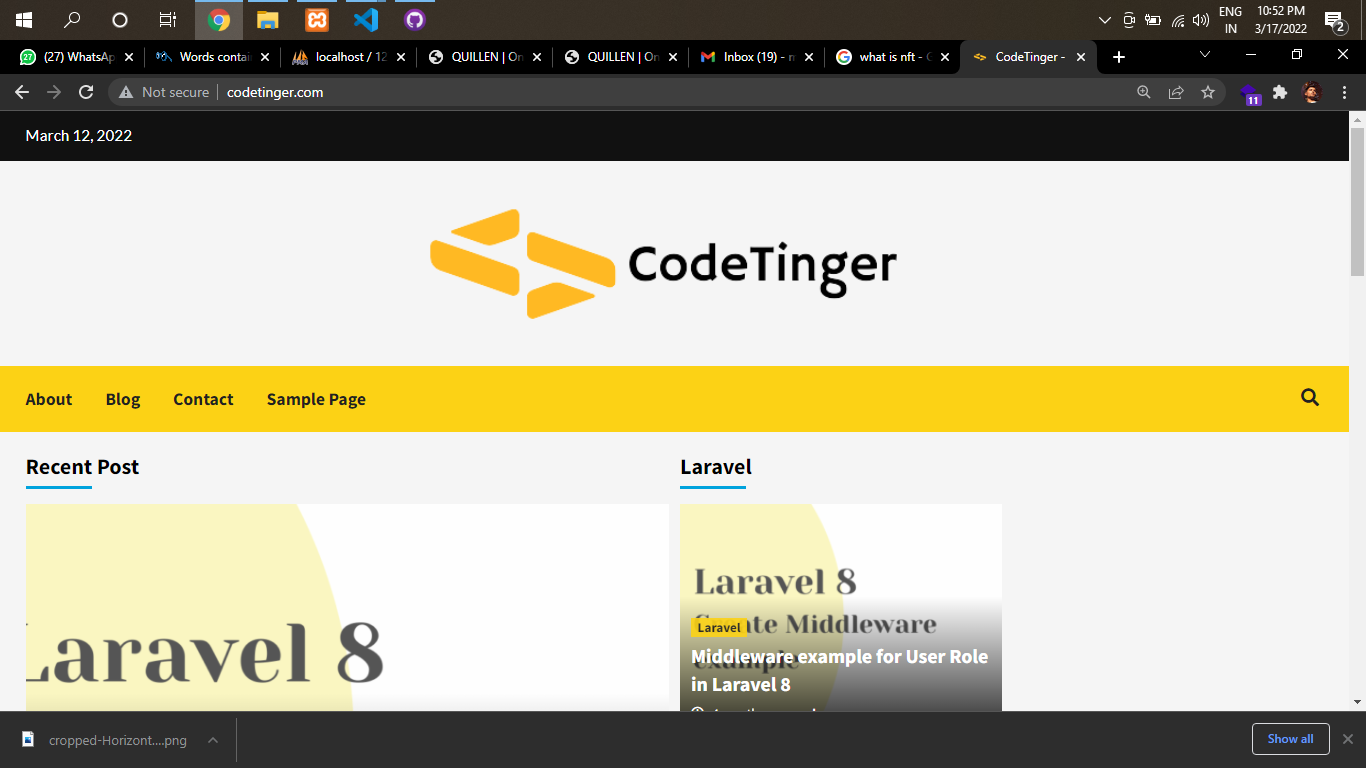 ENG
10:52 PM
IN
3/17/2022
2
27
(27) WhatsAp
Words contai
localhost / 12
QUILLEN | On
QUILLEN | On
Inbox (19) - n
what is nft - G
CodeTinger -
Not secure
codetinger.com
11
March 12, 2022
CodeTinger
About
Blog
Contact
Sample Page
Recent Post
Laravel
Laravel 8
Laravel 8
Create Middleware
example
Laravel
Middleware example for User Role
in Laravel 8
cropped-Horizont....png
Show all